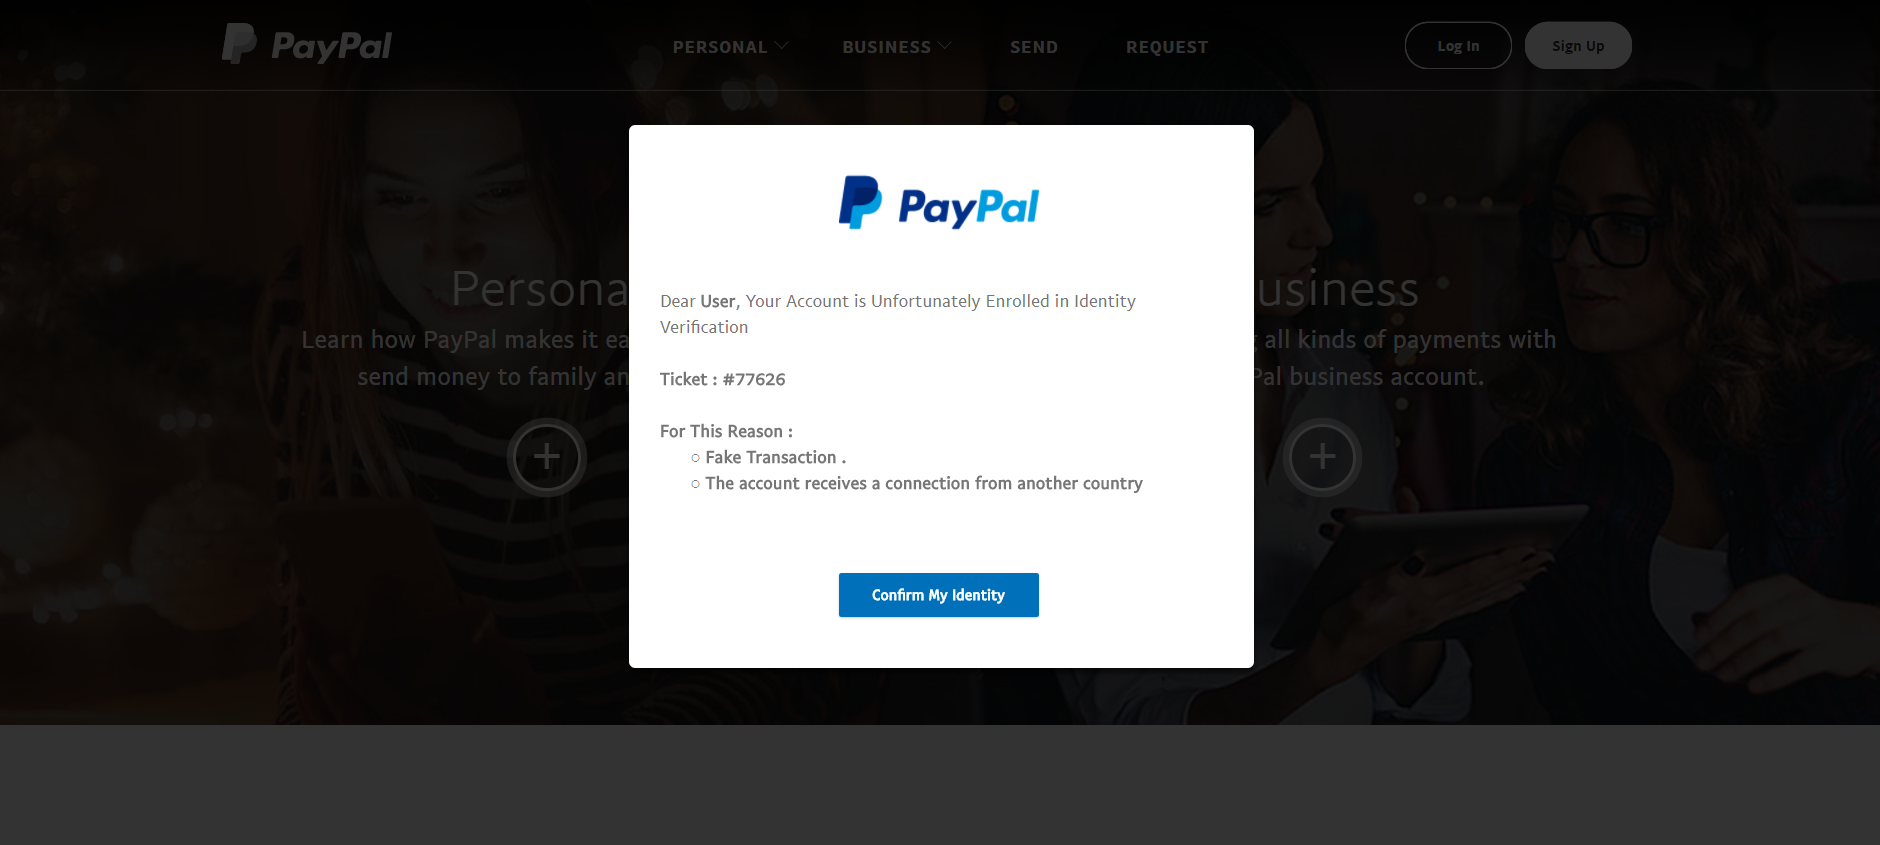 PayPal
PERSONAL
BUSINESS
SEND
REQUEST
Log In
Sign Up
PayPal
Dear User, Your Account is Unfortunately Enrolled in Identity
Verification
Ticket : #77626
For This Reason :
○ Fake Transaction .
○ The account receives a connection from another country
Confirm My Identity
Persona
Learn how PayPal makes it ea
send money to family an
usiness
all kinds of payments with
Pal business account.